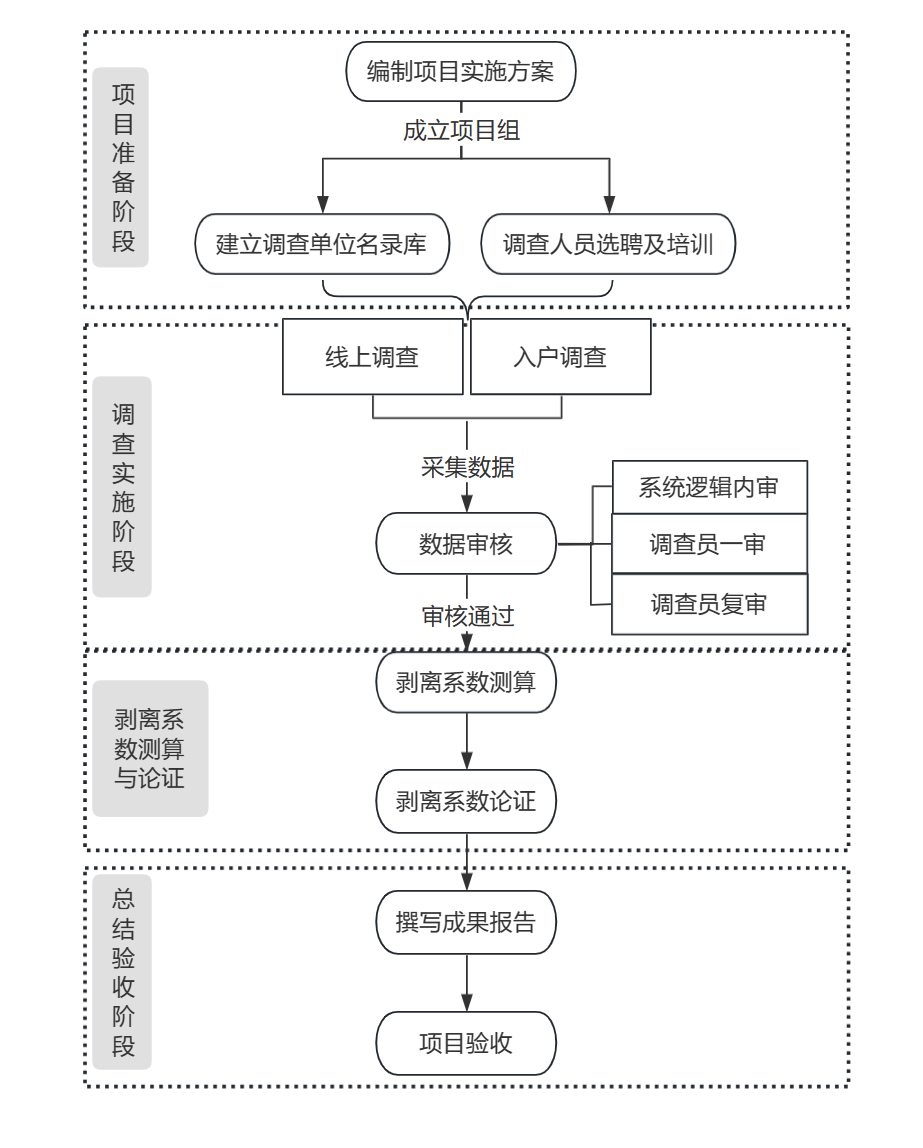 编制项目实施方案
成立项目组
项目准备阶段
建立调查单位名录库
调查人员选聘及培训
线上调查
入户调查
调查实施阶段
采集数据
系统逻辑内审
数据审核
调查员一审
调查员复审
审核通过
剥离系数测算
剥离系
数测算
与论证
剥离系数论证
总结验收阶段
撰写成果报告
项目验收